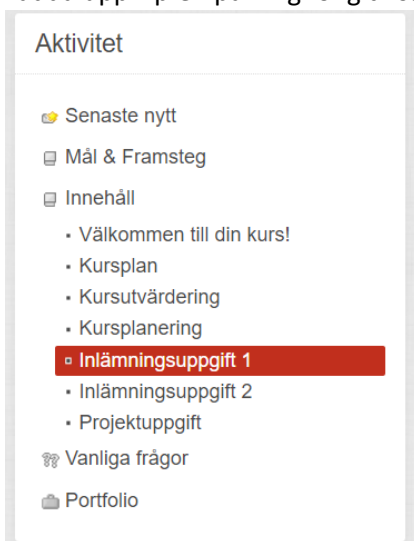 Aktivitet
Senaste nytt
Mål & Framsteg
Innehåll
Välkommen till din kurs!
Kursplan
Kursutvärdering
Kursplanering
Inlämningsuppgift 1
Inlämningsuppgift 2
Projektuppgift
Vanliga frågor
Portfolio